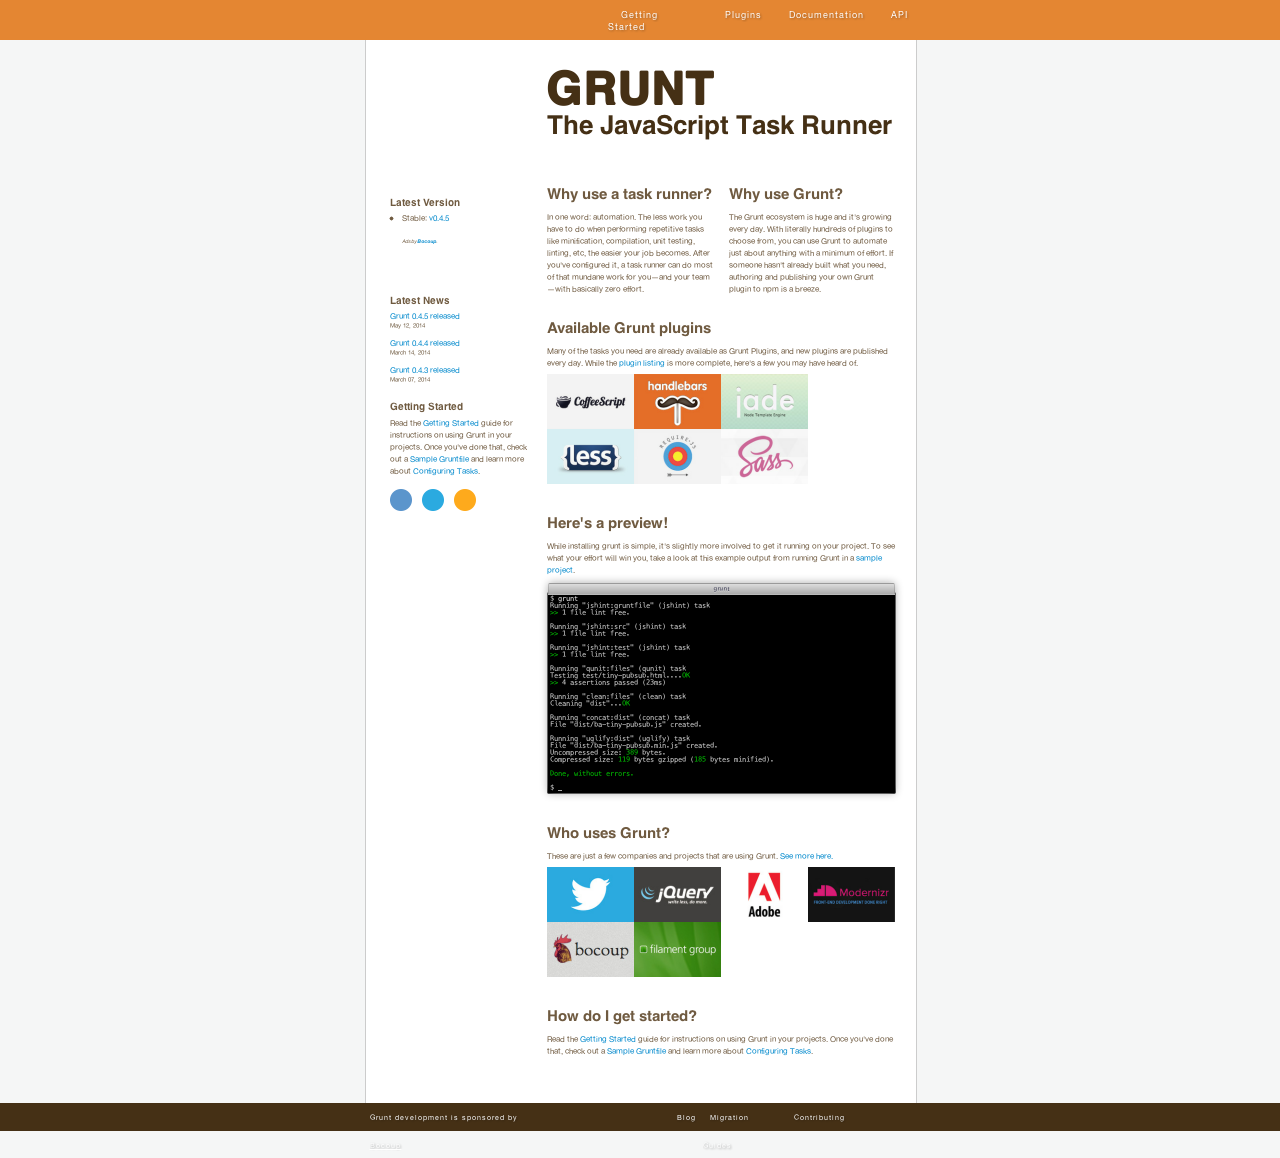 Getting
Started
Plugins
Documentation
API
GRUNT
The JavaScript Task Runner
Latest Version
Stable: v0.4.5
Ads by Bocoup
Latest News
Grunt 0.4.5 released
May 12, 2014
Grunt 0.4.4 released
March 14, 2014
Grunt 0.4.3 released
March 07, 2014
Getting Started
Read the Getting Started guide for
instructions on using Grunt in your
projects. Once you've done that, check
out a Sample Gruntfile and learn more
about Configuring Tasks.
Why use a task runner?
In one word: automation. The less work you
have to do when performing repetitive tasks
like minification, compilation, unit testing,
linting, etc, the easier your job becomes. After
you've configured it, a task runner can do most
of that mundane work for you—and your team
—with basically zero effort.
Why use Grunt?
The Grunt ecosystem is huge and it's growing
every day. With literally hundreds of plugins to
choose from, you can use Grunt to automate
just about anything with a minimum of effort. If
someone hasn't already built what you need,
authoring and publishing your own Grunt
plugin to npm is a breeze.
Available Grunt plugins
Many of the tasks you need are already available as Grunt Plugins, and new plugins are published
every day. While the plugin listing is more complete, here's a few you may have heard of.
CoffeeScript
handlebars
jade
Node Template Engine
{less}
REQUIRE·JS
Sass
Here's a preview!
While installing grunt is simple, it's slightly more involved to get it running on your project. To see
what your effort will win you, take a look at this example output from running Grunt in a sample
project.
grunt
$ grunt
Running "jshint:gruntfile" (jshint) task
>> 1 file lint free.
Running "jshint:src" (jshint) task
>> 1 file lint free.
Running "jshint:test" (jshint) task
>> 1 file lint free.
Running "qunit:files" (qunit) task
Testing test/tiny-pubsub.html....OK
>> 4 assertions passed (23ms)
Running "clean:files" (clean) task
Cleaning "dist"...OK
Running "concat:dist" (concat) task
File "dist/ba-tiny-pubsub.js" created.
Running "uglify:dist" (uglify) task
File "dist/ba-tiny-pubsub.min.js" created.
Uncompressed size: 389 bytes.
Compressed size: 119 bytes gzipped (185 bytes minified).
Done, without errors.
$ _
Who uses Grunt?
These are just a few companies and projects that are using Grunt. See more here.
jQuery
write less, do more.
Adobe
Modernizr
FRONT-END DEVELOPMENT DONE RIGHT
bocoup
filament group
How do I get started?
Read the Getting Started guide for instructions on using Grunt in your projects. Once you've done
that, check out a Sample Gruntfile and learn more about Configuring Tasks.
Grunt development is sponsored by
Bocoup
Blog
Migration
Guides
Contributing